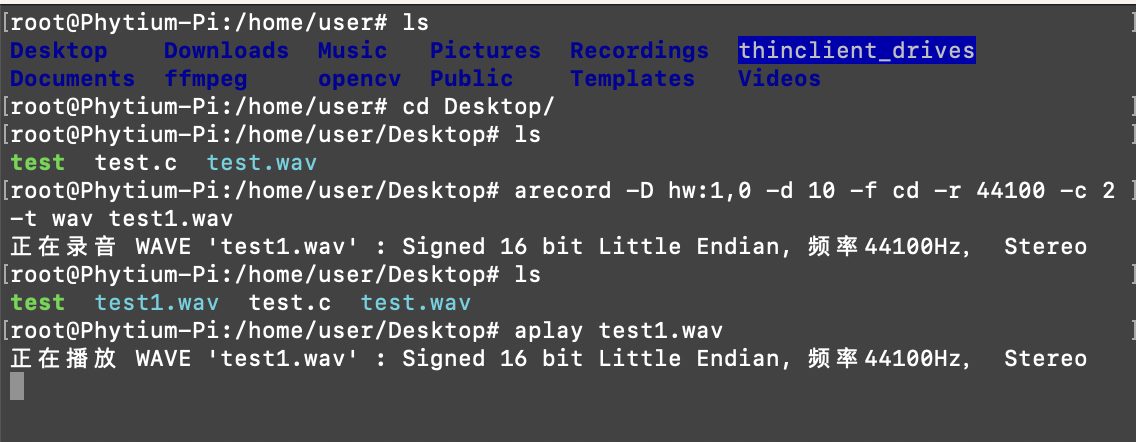 [root@Phytium-Pi:/home/user# ls ]
Desktop Downloads Music Pictures Recordings thinclient_drives
Documents ffmpeg opencv Public Templates Videos
[root@Phytium-Pi:/home/user# cd Desktop/ ]
[root@Phytium-Pi:/home/user/Desktop# ls ]
test test.c test.wav
[root@Phytium-Pi:/home/user/Desktop# arecord -D hw:1,0 -d 10 -f cd -r 44100 -c 2 ]
-t wav test1.wav
正在录音 WAVE 'test1.wav' : Signed 16 bit Little Endian, 频率44100Hz, Stereo
[root@Phytium-Pi:/home/user/Desktop# ls ]
test test1.wav test.c test.wav
[root@Phytium-Pi:/home/user/Desktop# aplay test1.wav ]
正在播放 WAVE 'test1.wav' : Signed 16 bit Little Endian, 频率44100Hz, Stereo